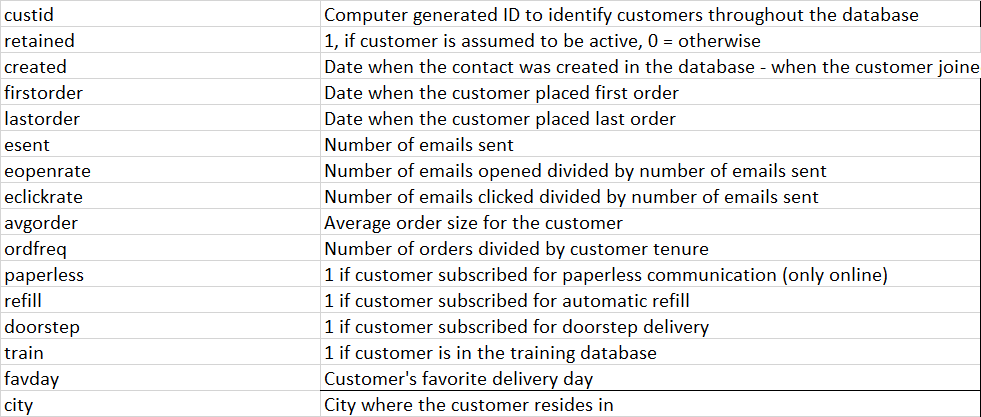 custid Computer generated ID to identify customers throughout the database
retained 1, if customer is assumed to be active, 0 = otherwise
created Date when the contact was created in the database - when the customer joine
firstorder Date when the customer placed first order
lastorder Date when the customer placed last order
esent Number of emails sent
eopenrate Number of emails opened divided by number of emails sent
eclickrate Number of emails clicked divided by number of emails sent
avgorder Average order size for the customer
ordfreq Number of orders divided by customer tenure
paperless 1 if customer subscribed for paperless communication (only online)
refill 1 if customer subscribed for automatic refill
doorstep 1 if customer subscribed for doorstep delivery
train 1 if customer is in the training database
favday Customer's favorite delivery day
city City where the customer resides in